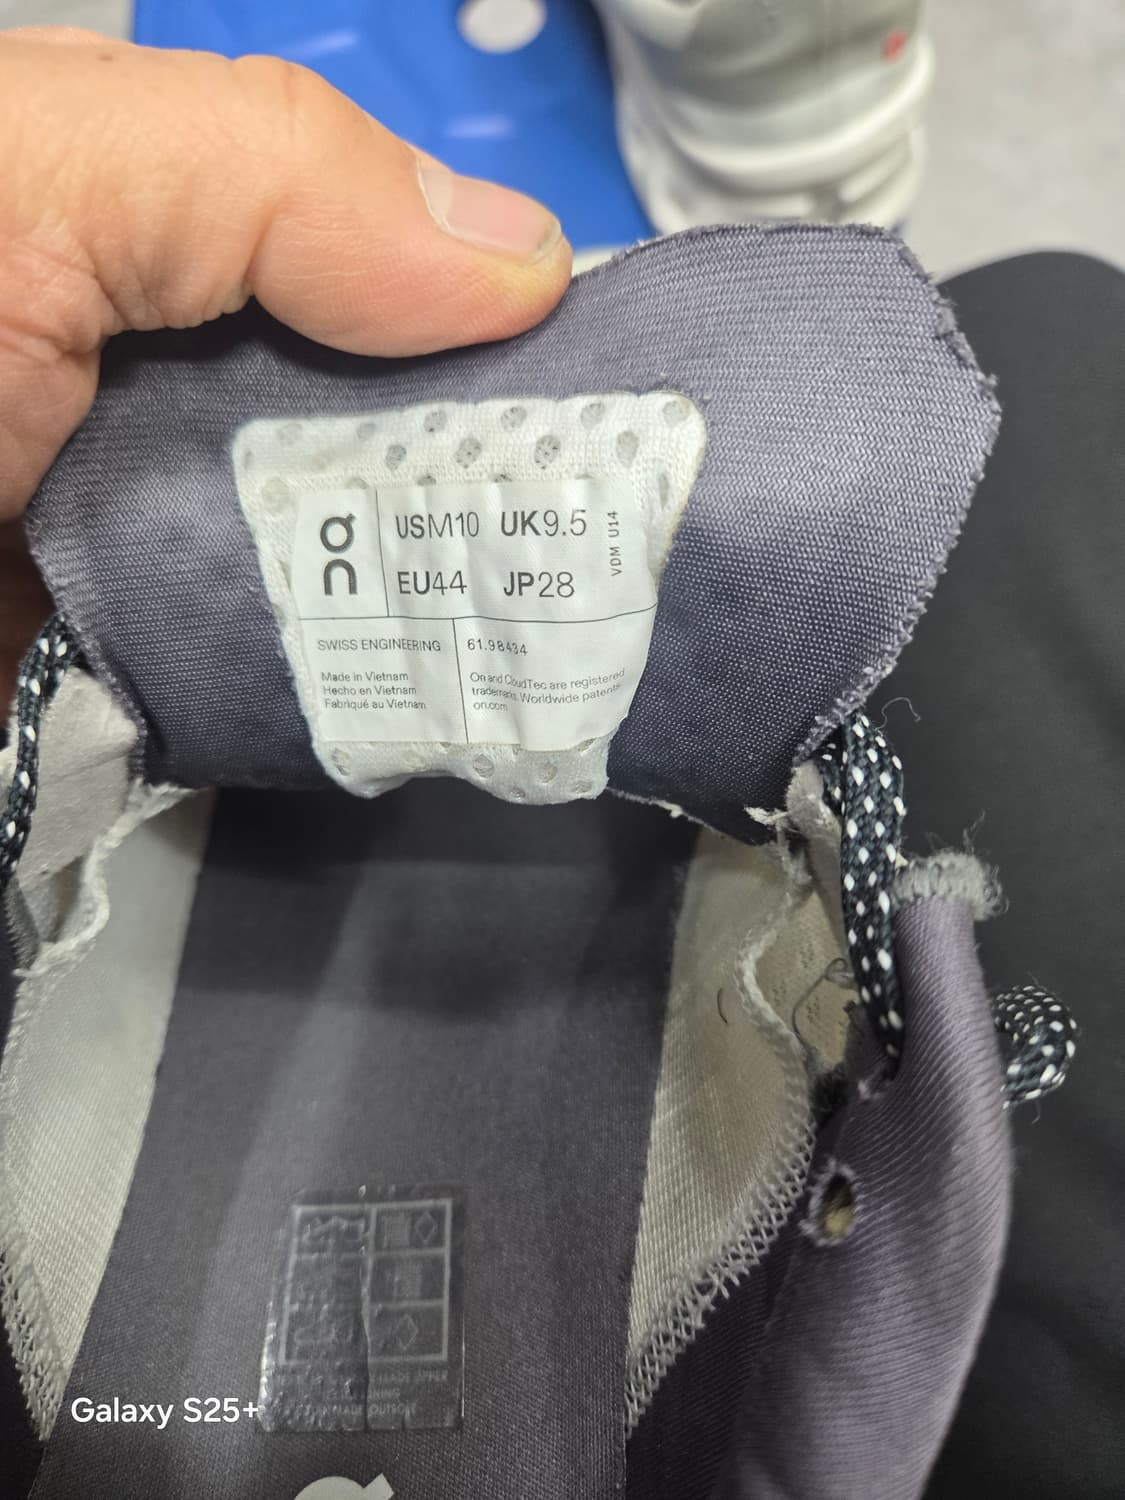 on
USM10 UK9.5
EU44 JP28
VDM U14
SWISS ENGINEERING
61.98434
Made in Vietnam
Hecho en Vietnam
Fabriqué au Vietnam
On and CloudTec are registered
trademarks. Worldwide patents.
on.com
Galaxy S25+